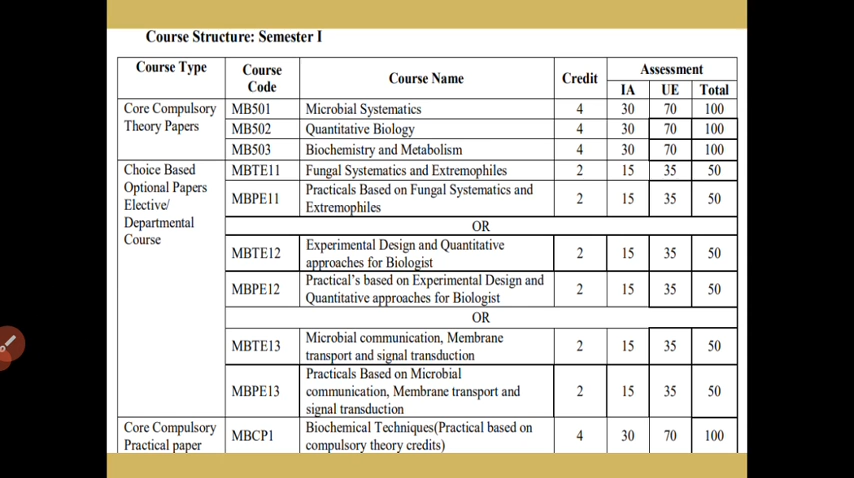 Course Structure: Semester I
Course Type Course Code Course Name Credit Assessment
IA UE Total
Core Compulsory Theory Papers MB501 Microbial Systematics 4 30 70 100
MB502 Quantitative Biology 4 30 70 100
MB503 Biochemistry and Metabolism 4 30 70 100
Choice Based Optional Papers Elective/ Departmental Course MBTE11 Fungal Systematics and Extremophiles 2 15 35 50
MBPE11 Practicals Based on Fungal Systematics and Extremophiles 2 15 35 50
OR
MBTE12 Experimental Design and Quantitative approaches for Biologist 2 15 35 50
MBPE12 Practical's based on Experimental Design and Quantitative approaches for Biologist 2 15 35 50
OR
MBTE13 Microbial communication, Membrane transport and signal transduction 2 15 35 50
MBPE13 Practicals Based on Microbial communication, Membrane transport and signal transduction 2 15 35 50
Core Compulsory Practical paper MBCP1 Biochemical Techniques(Practical based on compulsory theory credits) 4 30 70 100